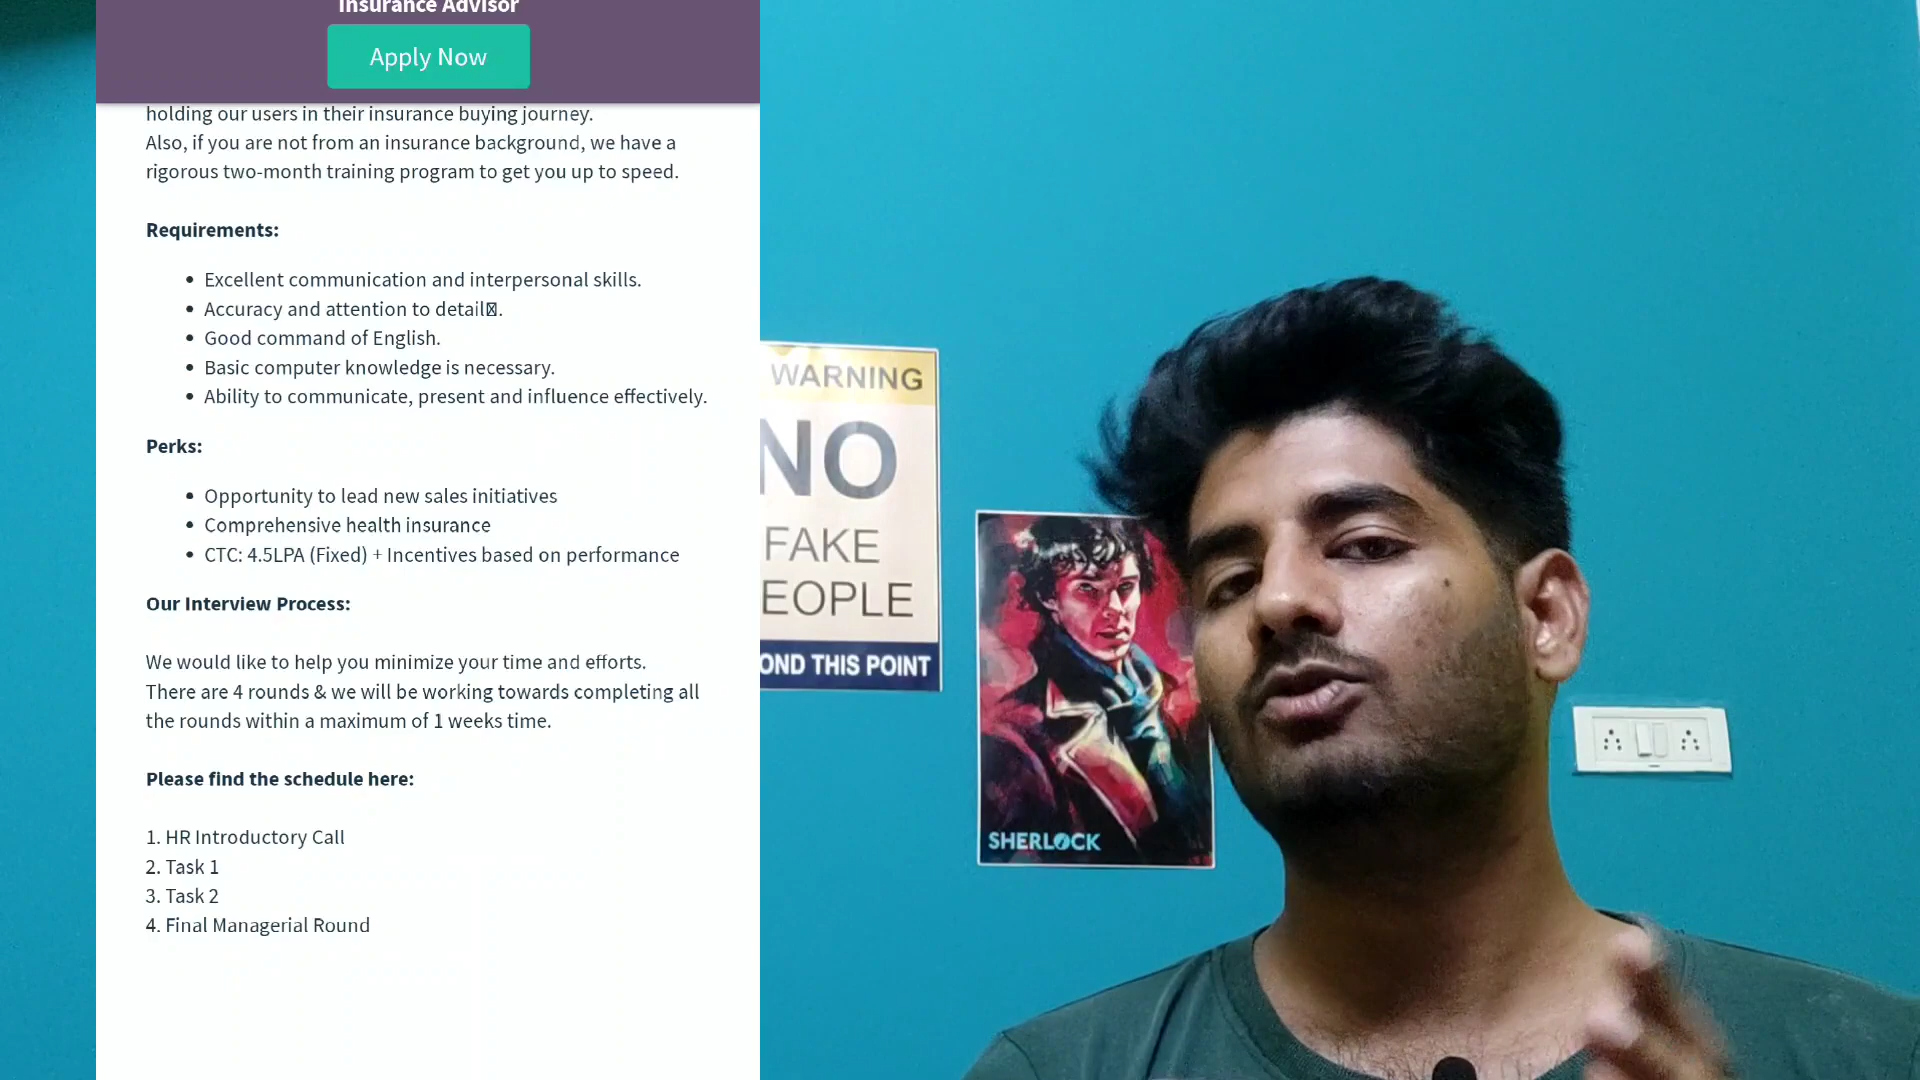 Insurance Advisor
Apply Now
holding our users in their insurance buying journey.
Also, if you are not from an insurance background, we have a
rigorous two-month training program to get you up to speed.
Requirements:
• Excellent communication and interpersonal skills.
• Accuracy and attention to detail.
• Good command of English.
• Basic computer knowledge is necessary.
• Ability to communicate, present and influence effectively.
Perks:
• Opportunity to lead new sales initiatives
• Comprehensive health insurance
• CTC: 4.5LPA (Fixed) + Incentives based on performance
Our Interview Process:
We would like to help you minimize your time and efforts.
There are 4 rounds & we will be working towards completing all
the rounds within a maximum of 1 weeks time.
Please find the schedule here:
1. HR Introductory Call
2. Task 1
3. Task 2
4. Final Managerial Round
WARNING
NO
FAKE
EOPLE
OND THIS POINT
SHERLOCK